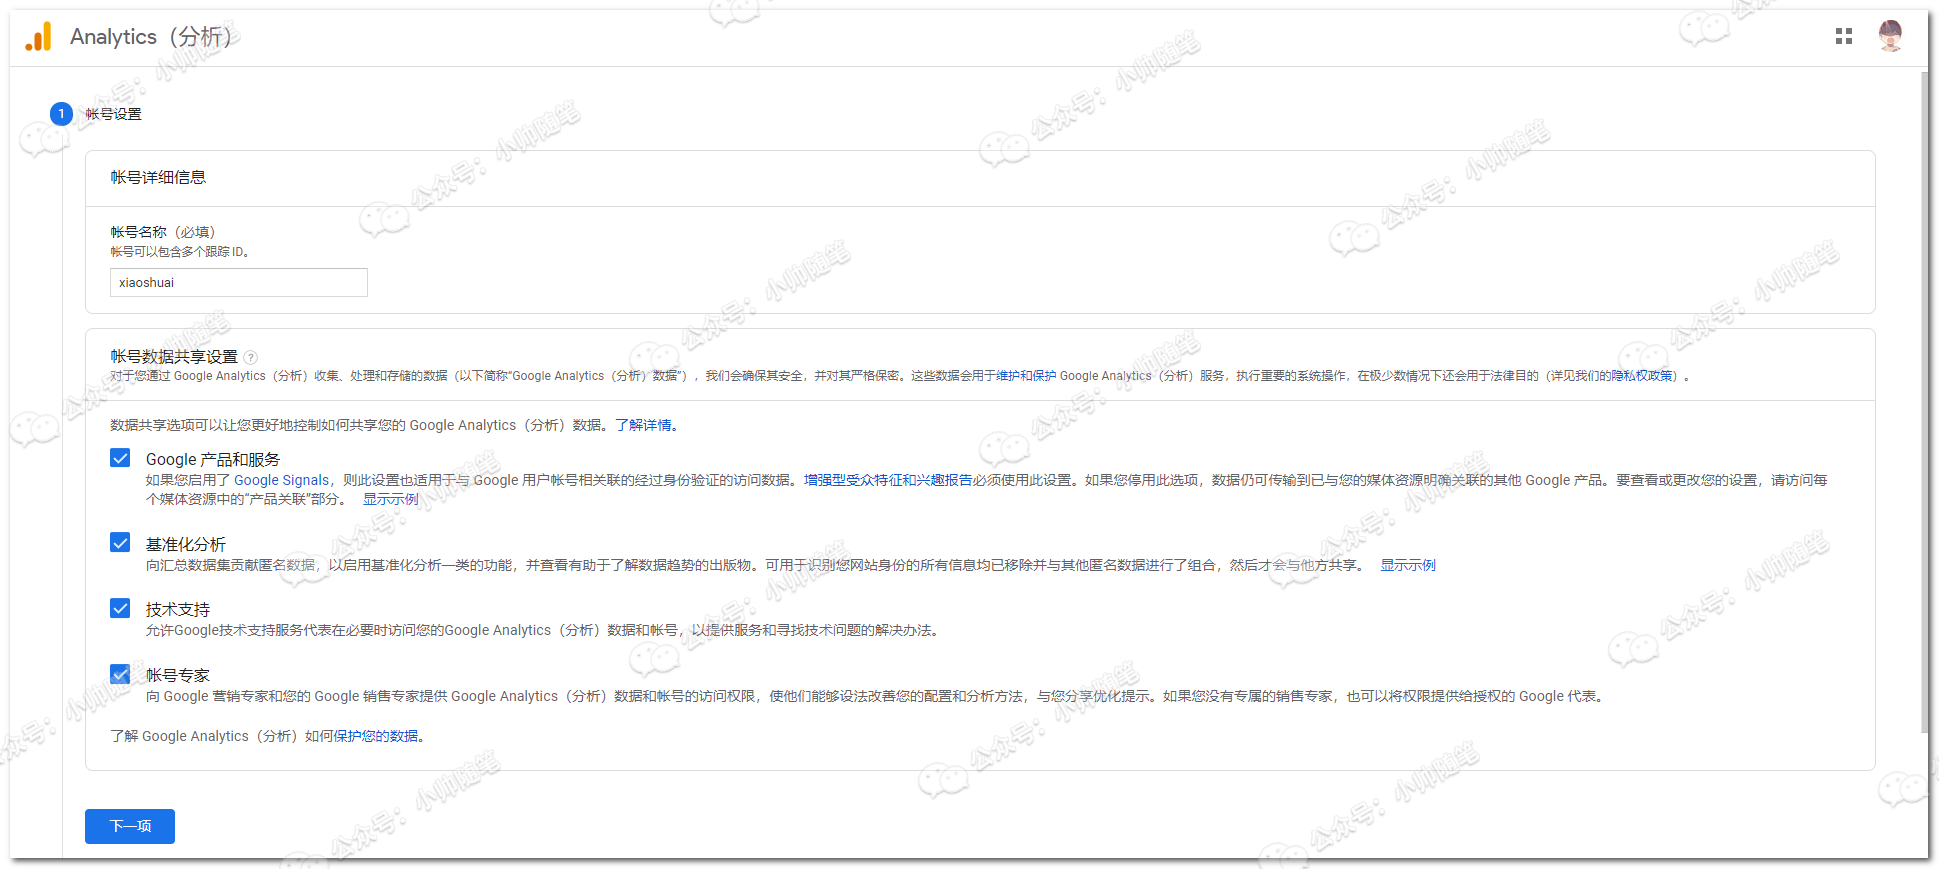 Analytics（分析）
1 帐号设置
帐号详细信息
帐号名称（必填）
帐号可以包含多个跟踪 ID。
xiaoshuai
帐号数据共享设置 ?
对于您通过 Google Analytics（分析）收集、处理和存储的数据（以下简称“Google Analytics（分析）数据”），我们会确保其安全，并对其严格保密。这些数据会用于维护和保护 Google Analytics（分析）服务，执行重要的系统操作，在极少数情况下还会用于法律目的（详见我们的隐私权政策）。
数据共享选项可以让您更好地控制如何共享您的 Google Analytics（分析）数据。了解详情。
Google 产品和服务
如果您启用了 Google Signals，则此设置也适用于与 Google 用户帐号相关联的经过身份验证的访问数据。增强型受众特征和兴趣报告必须使用此设置。如果您停用此选项，数据仍可传输到已与您的媒体资源明确关联的其他 Google 产品。要查看或更改您的设置，请访问每
个媒体资源中的“产品关联”部分。 显示示例
基准化分析
向汇总数据集贡献匿名数据，以启用基准化分析一类的功能，并查看有助于了解数据趋势的出版物。可用于识别您网站身份的所有信息均已移除并与其他匿名数据进行了组合，然后才会与他方共享。 显示示例
技术支持
允许Google技术支持服务代表在必要时访问您的Google Analytics（分析）数据和帐号，以提供服务和寻找技术问题的解决办法。
帐号专家
向 Google 营销专家和您的 Google 销售专家提供 Google Analytics（分析）数据和帐号的访问权限，使他们能够设法改善您的配置和分析方法，与您分享优化提示。如果您没有专属的销售专家，也可以将权限提供给授权的 Google 代表。
了解 Google Analytics（分析）如何保护您的数据。
下一项
公众号：小帅随笔